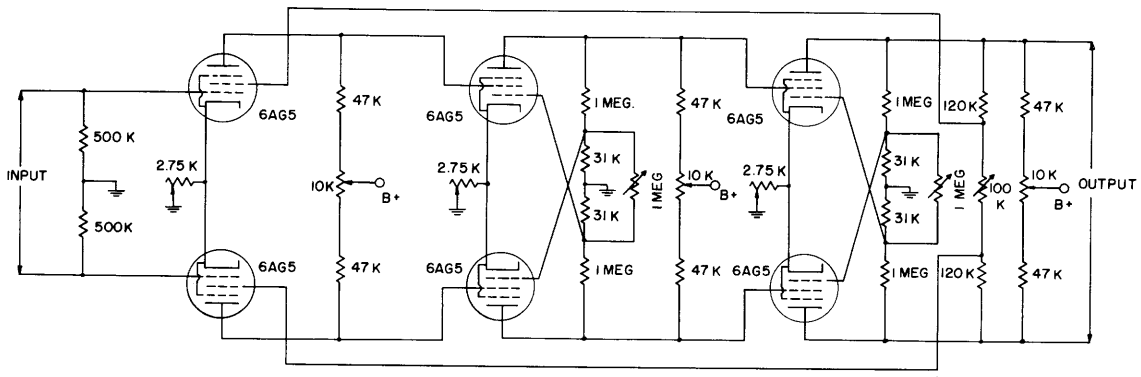 6AG5
47 K
500 K
INPUT
2.75 K
10K
B+
500K
47 K
6AG5
6AG5
1 MEG.
47 K
31 K
2.75 K
1 MEG
10 K
B+
31 K
6AG5
1 MEG
47 K
6AG5
1 MEG
120K
47 K
31 K
2.75 K
1 MEG
100 K
10 K
B+
OUTPUT
31 K
6AG5
1 MEG
120K
47 K